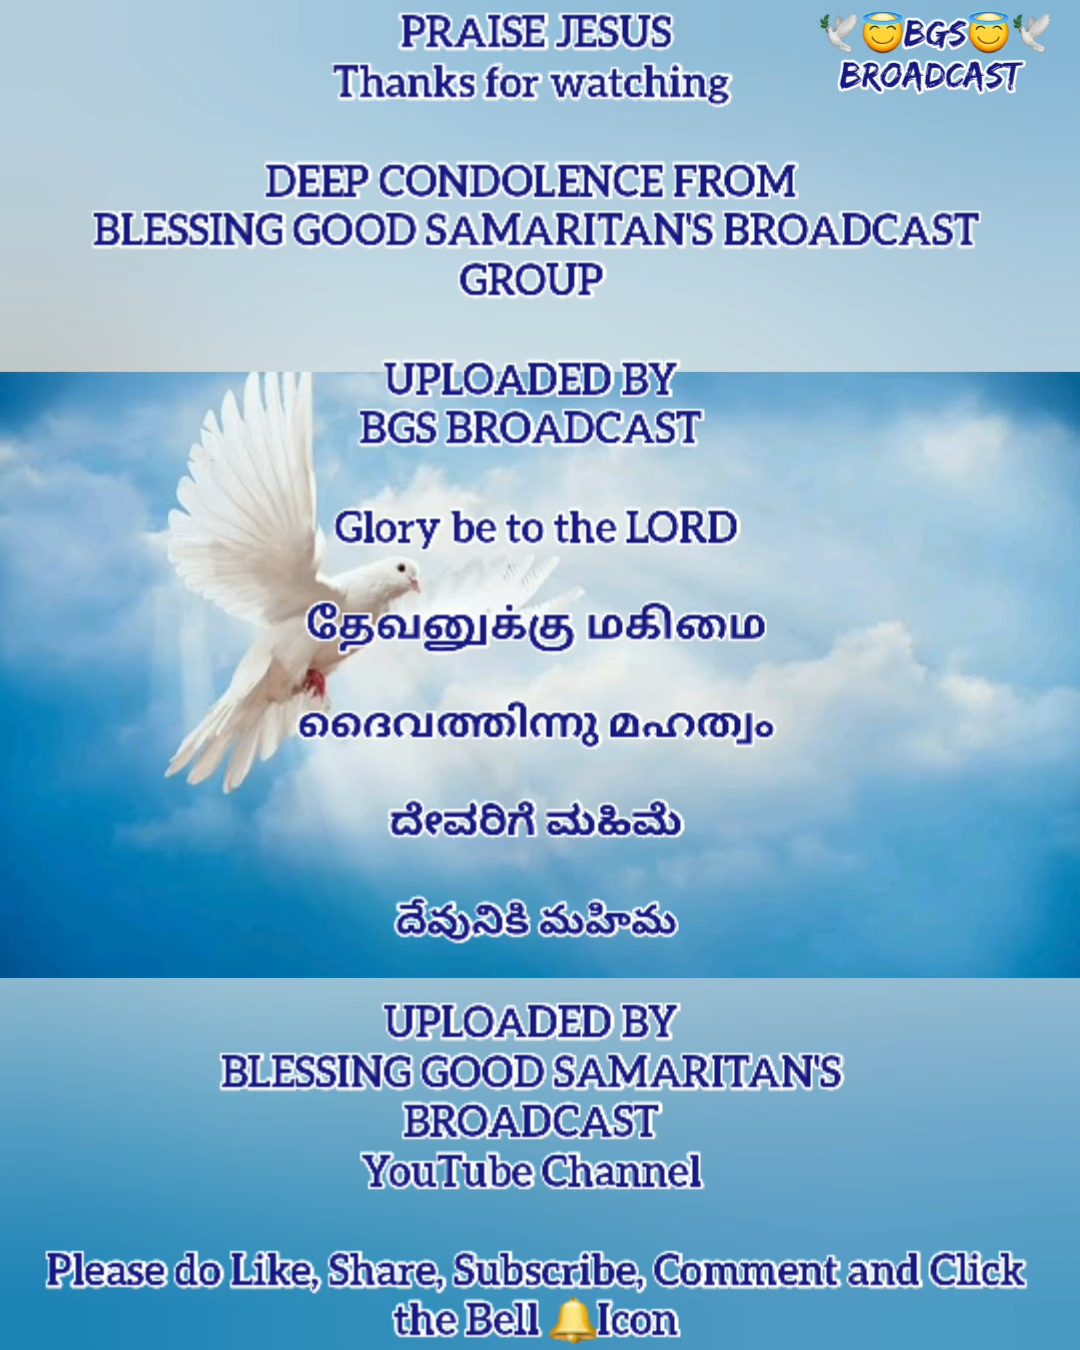 PRAISE JESUS
Thanks for watching
🕊️😇BGS😇🕊️
BROADCAST
DEEP CONDOLENCE FROM
BLESSING GOOD SAMARITAN'S BROADCAST
GROUP
UPLOADED BY
BGS BROADCAST
Glory be to the LORD
தேவனுக்கு மகிமை
ദൈവത്തിന്നു മഹത്വം
ದೇವರಿಗೆ ಮಹಿಮೆ
దేవునికి మహిమ
UPLOADED BY
BLESSING GOOD SAMARITAN'S
BROADCAST
YouTube Channel
Please do Like, Share, Subscribe, Comment and Click
the Bell 🔔Icon